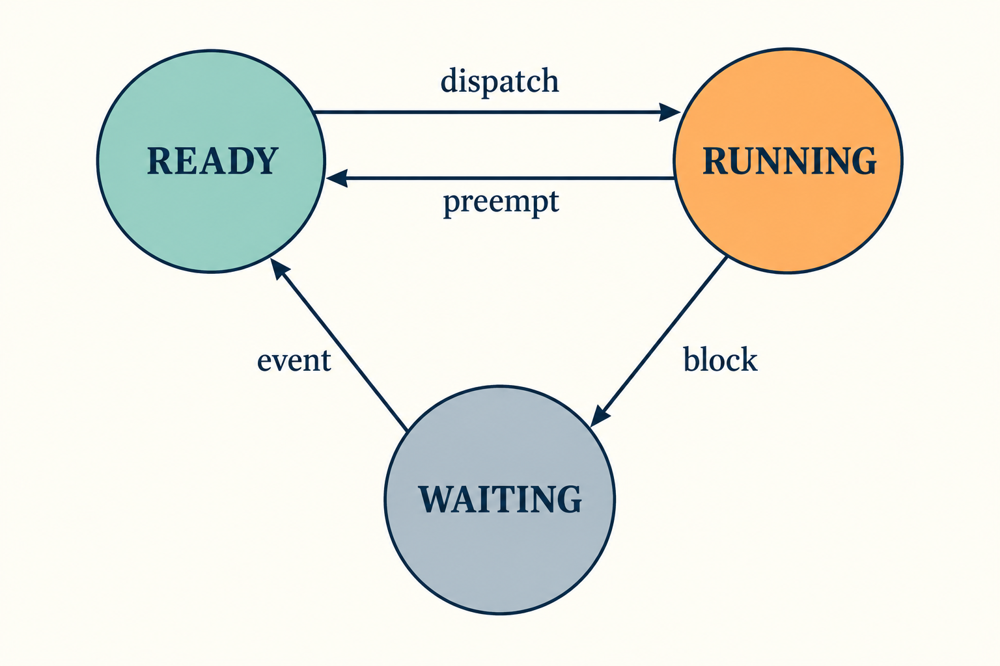 dispatch
READY
RUNNING
preempt
event
block
WAITING